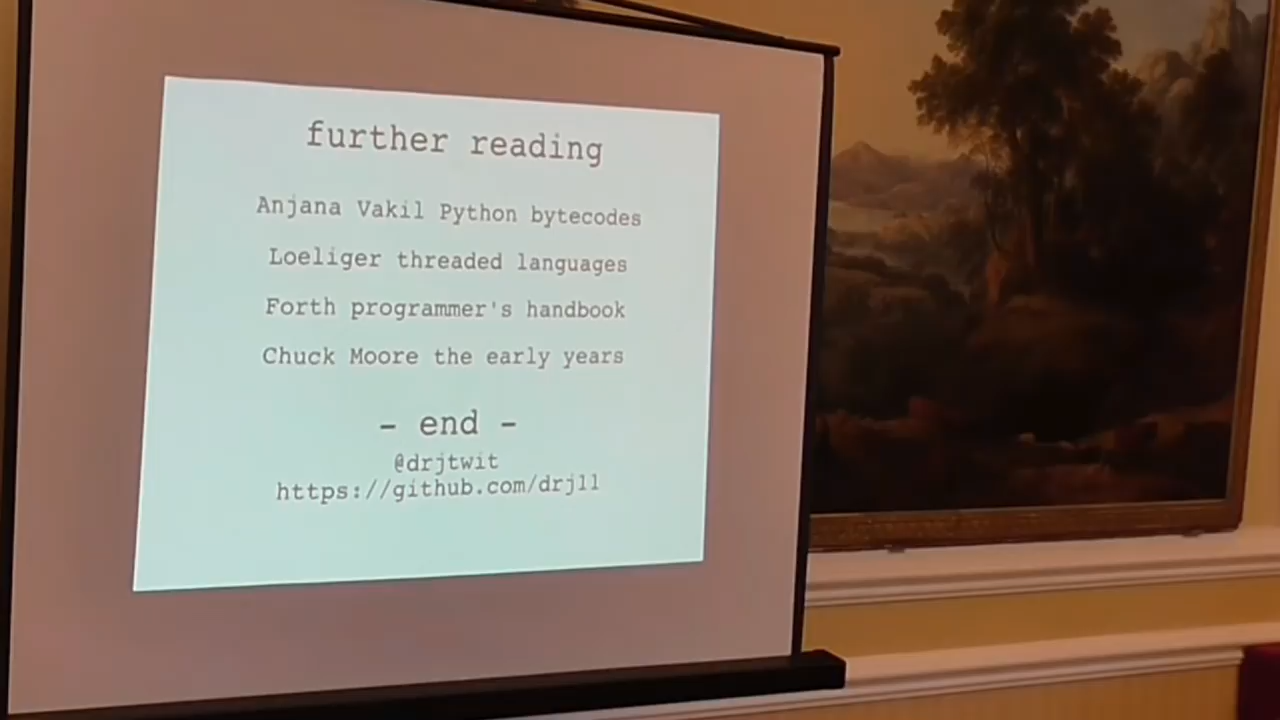 further reading
Anjana Vakil Python bytecodes
Loeliger threaded languages
Forth programmer's handbook
Chuck Moore the early years
- end -
@drjtwit
https://github.com/drj11